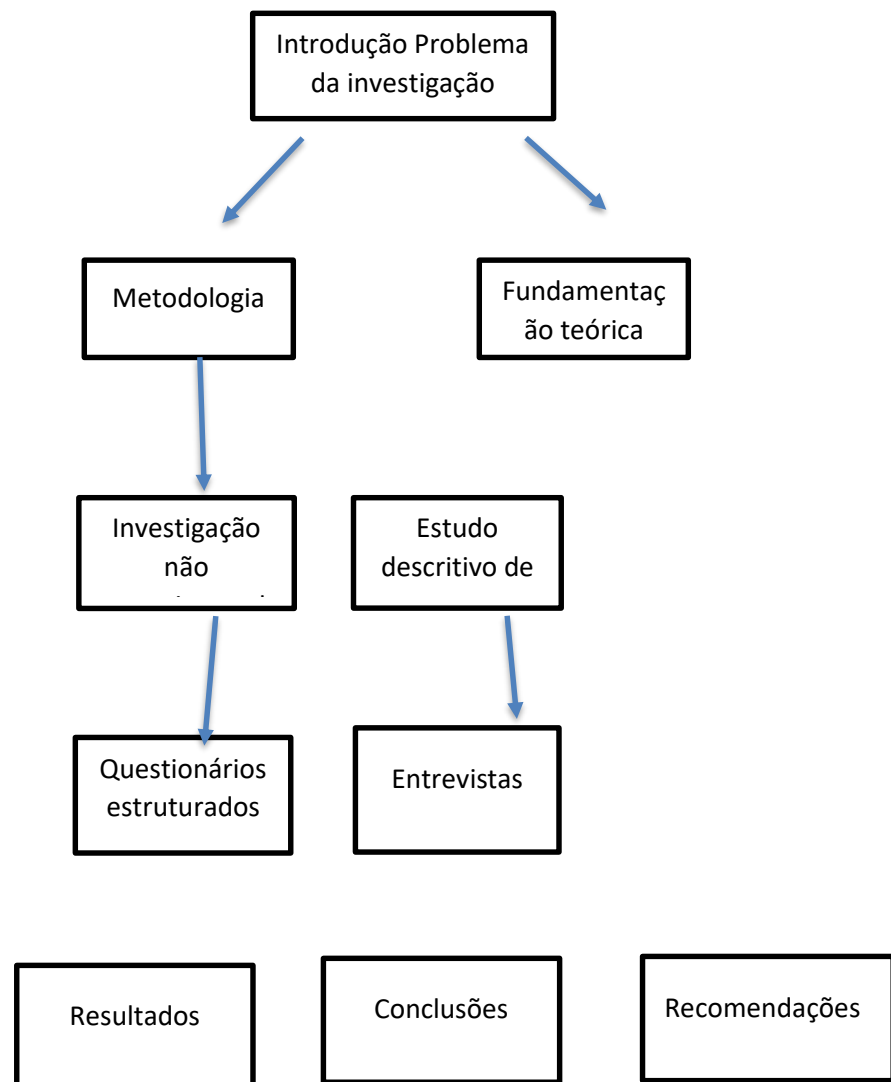 Introdução Problema
da investigação
Metodologia
Fundamentaç
ão teórica
Investigação
não
Estudo
descritivo de
Questionários
estruturados
Entrevistas
Resultados
Conclusões
Recomendações